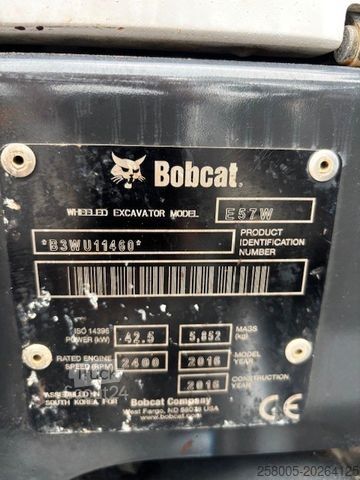 Bobcat.
WHEELED EXCAVATOR MODEL E57W
*B3WU11460* PRODUCT IDENTIFICATION NUMBER
ISO 14396 POWER (kW) 42.5 5,852 MASS (kg)
RATED ENGINE SPEED (RPM) 2400 2016 MODEL YEAR
2016 CONSTRUCTION YEAR
ASSEMBLED IN SOUTH KOREA FOR
Bobcat Company
West Fargo, ND 58078 USA
www.bobcat.com
CE
258005-20264125